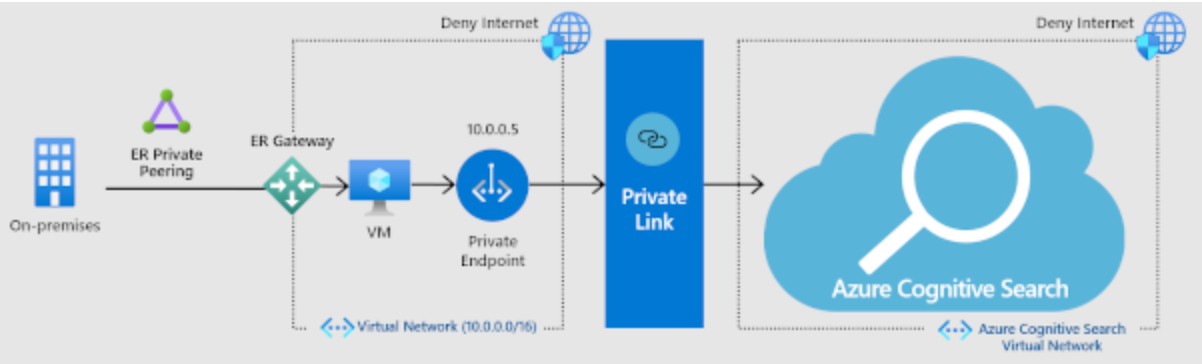 Deny Internet
Deny Internet
10.0.0.5
ER Gateway
ER Private
Peering
Private
Link
On-premises
VM
Private
Endpoint
Azure Cognitive Search
Virtual Network (10.0.0.0/16)
Azure Cognitive Search
Virtual Network